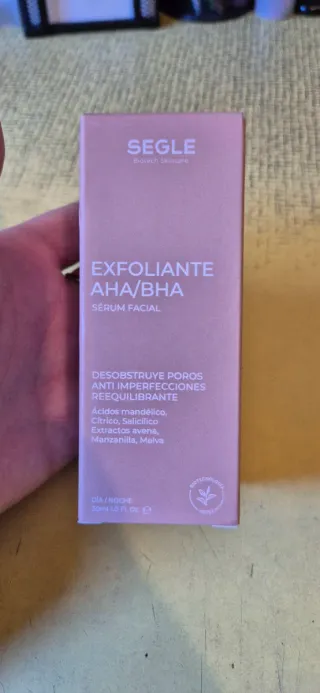 SEGLE
EXFOLIANTE
AHA/BHA
SÉRUM FACIAL
DESOBSTRUYE POROS
ANTI IMPERFECCIONES
REEQUILIBRANTE
Ácidos mandélico,
Cítrico, Salicílico
Extractos avena,
Manzanilla, Malva
DÍA / NOCHE